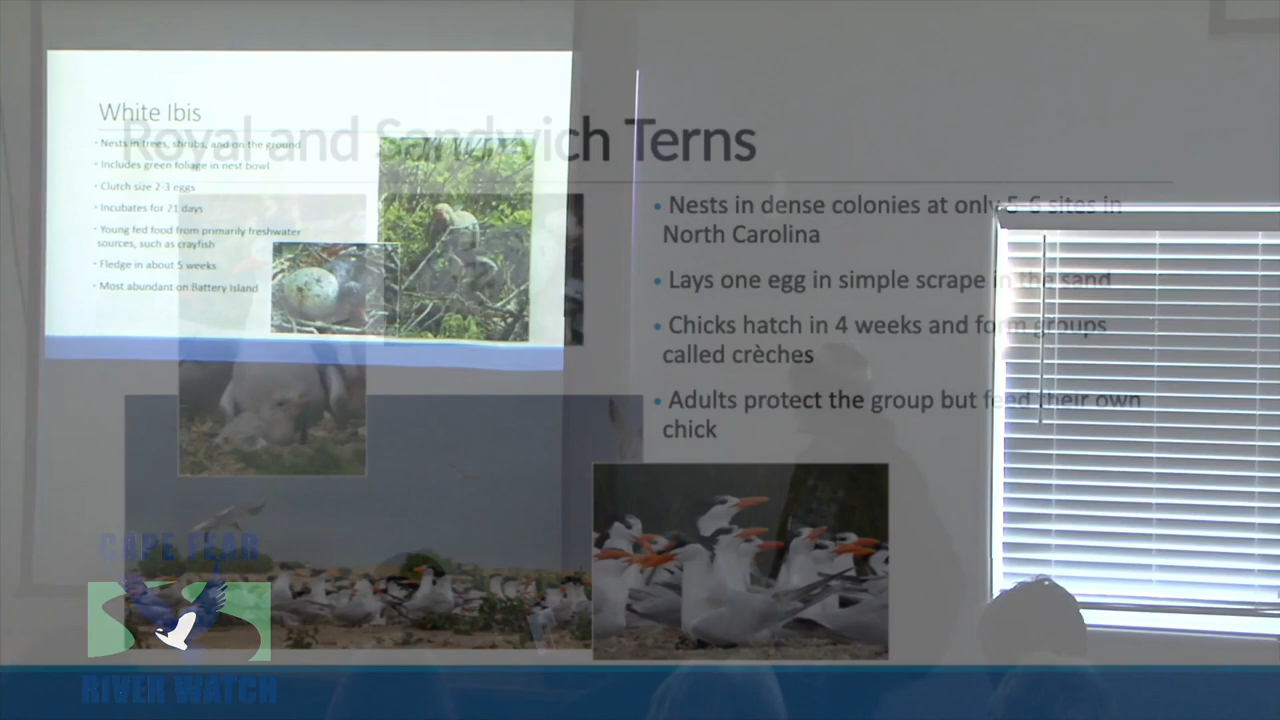 White Ibis
• Nests in trees, shrubs, and on the ground
• Includes green foliage in nest bowl
• Clutch size 2-3 eggs
• Incubates for 21 days
• Young fed food from primarily freshwater
sources, such as crayfish
• Fledge in about 5 weeks
• Most abundant on Battery Island
Royal and Sandwich Terns
• Nests in dense colonies at only 5-6 sites in
North Carolina
• Lays one egg in simple scrape in the sand
• Chicks hatch in 4 weeks and form groups
called crèches
• Adults protect the group but feed their own
chick
CAPE FEAR
RIVER WATCH